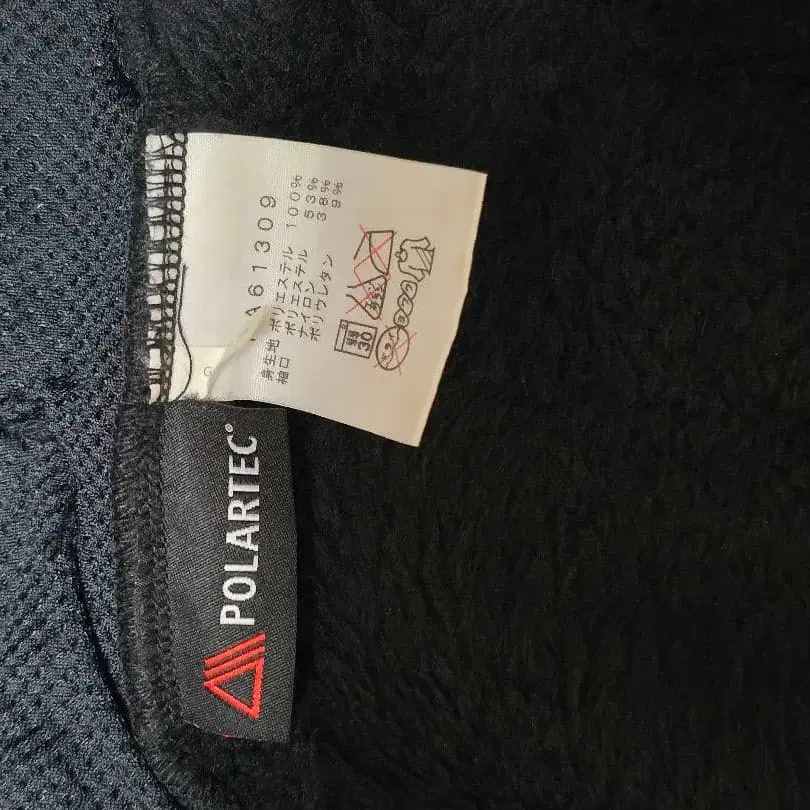 A61309
身生地 ポリエステル 100%
袖口 ポリエステル 53%
ナイロン 38%
ポリウレタン 9%
30
POLARTEC®